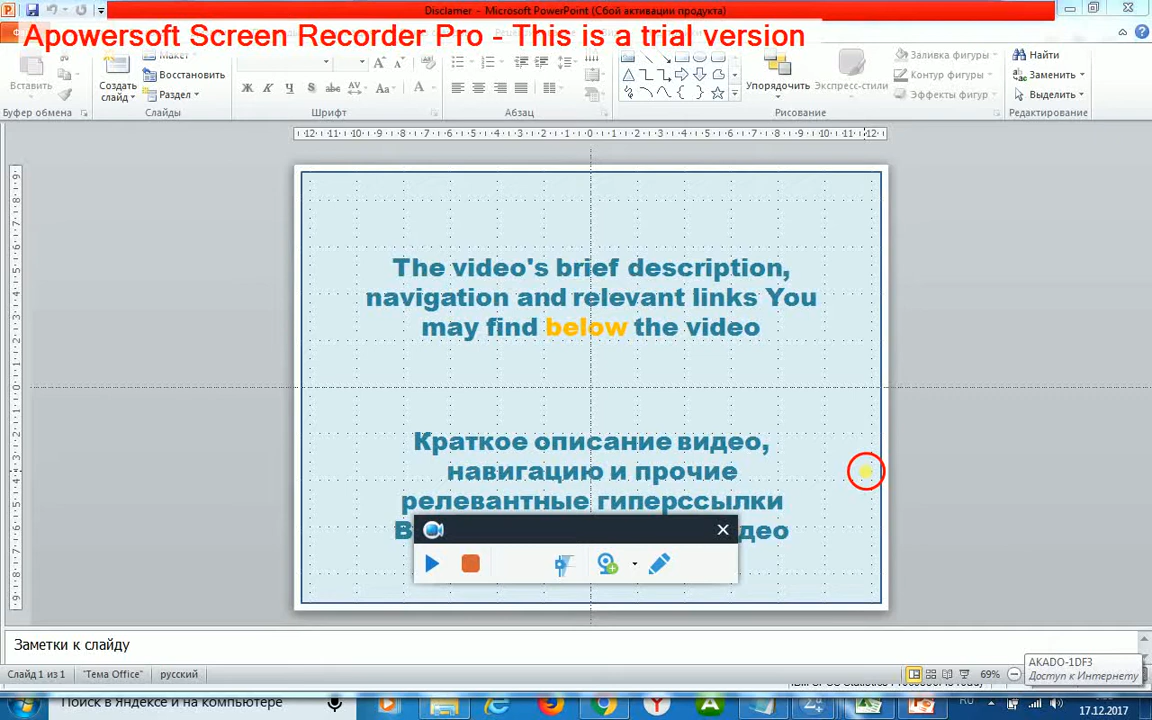 Disclamer - Microsoft PowerPoint (Сбой активации продукта)
Apowersoft Screen Recorder Pro - This is a trial version
Макет
Вставить
Создать слайд
Восстановить
Раздел
Упорядочить
Экспресс-стили
Заливка фигуры
Контур фигуры
Эффекты фигур
Найти
Заменить
Выделить
Буфер обмена
Слайды
Шрифт
Абзац
Рисование
Редактирование
The video's brief description,
navigation and relevant links You
may find below the video
Краткое описание видео,
навигацию и прочие
релевантные гиперссылки
Заметки к слайду
Слайд 1 из 1
"Тема Office"
русский
69%
AKADO-1DF3
Доступ к Интернету
Поиск в Яндексе и на компьютере
RU
17.12.2017